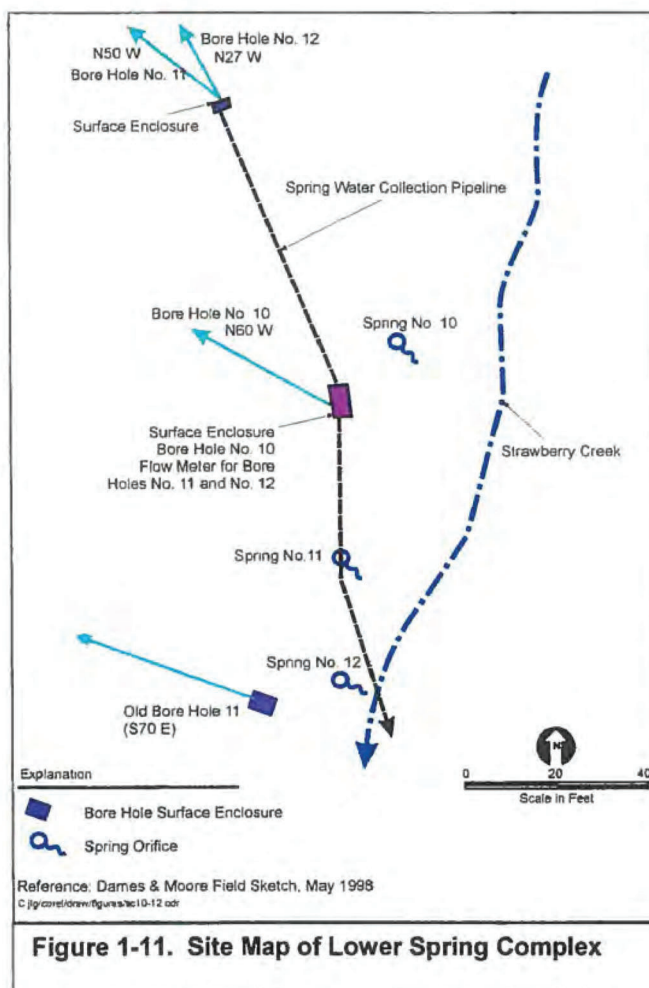 Bore Hole No. 12
N27 W
N50 W
Bore Hole No. 11
Surface Enclosure
Spring Water Collection Pipeline
Bore Hole No. 10
N60 W
Spring No. 10
Surface Enclosure
Bore Hole No. 10
Flow Meter for Bore
Holes No. 11 and No. 12
Strawberry Creek
Spring No.11
Spring No. 12
Old Bore Hole 11
(S70 E)
N
0 20 40
Scale in Feet
Explanation
Bore Hole Surface Enclosure
Spring Orifice
Reference: Dames & Moore Field Sketch, May 1998
Figure 1-11. Site Map of Lower Spring Complex